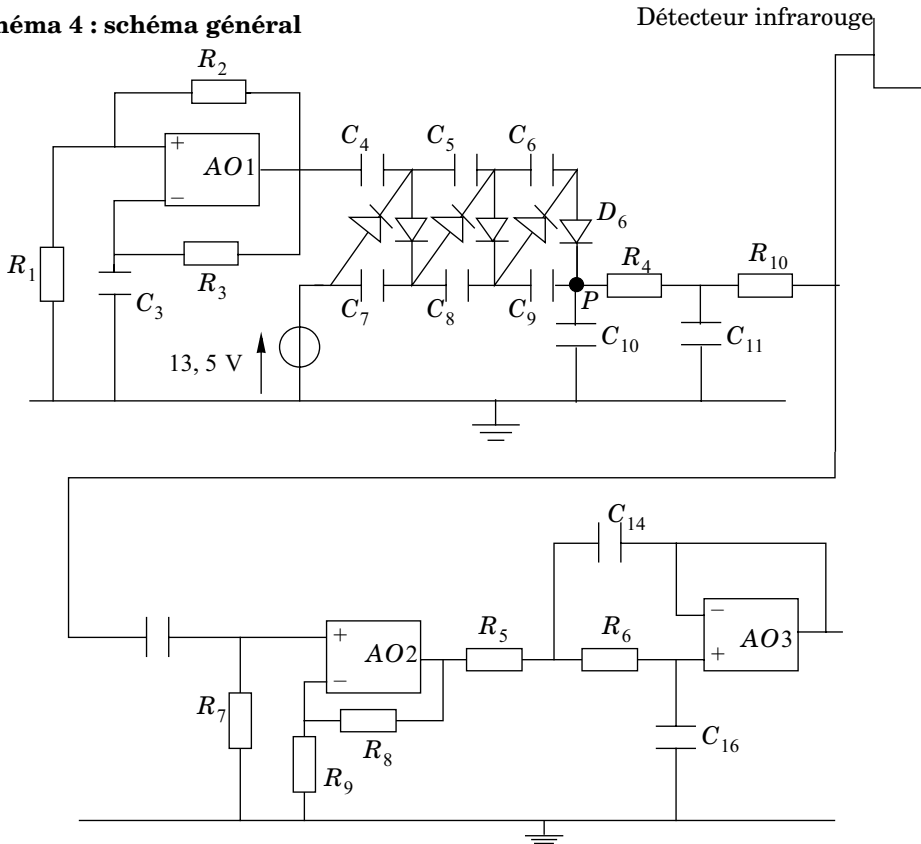 héma 4 : schéma général
Détecteur infrarouge
R2
+
AO1
−
R1
R3
C3
C4
C5
C6
D6
R4
R10
P
C7
C8
C9
C10
C11
13, 5 V
C14
R5
R6
−
AO3
+
+
AO2
−
R7
R8
R9
C16